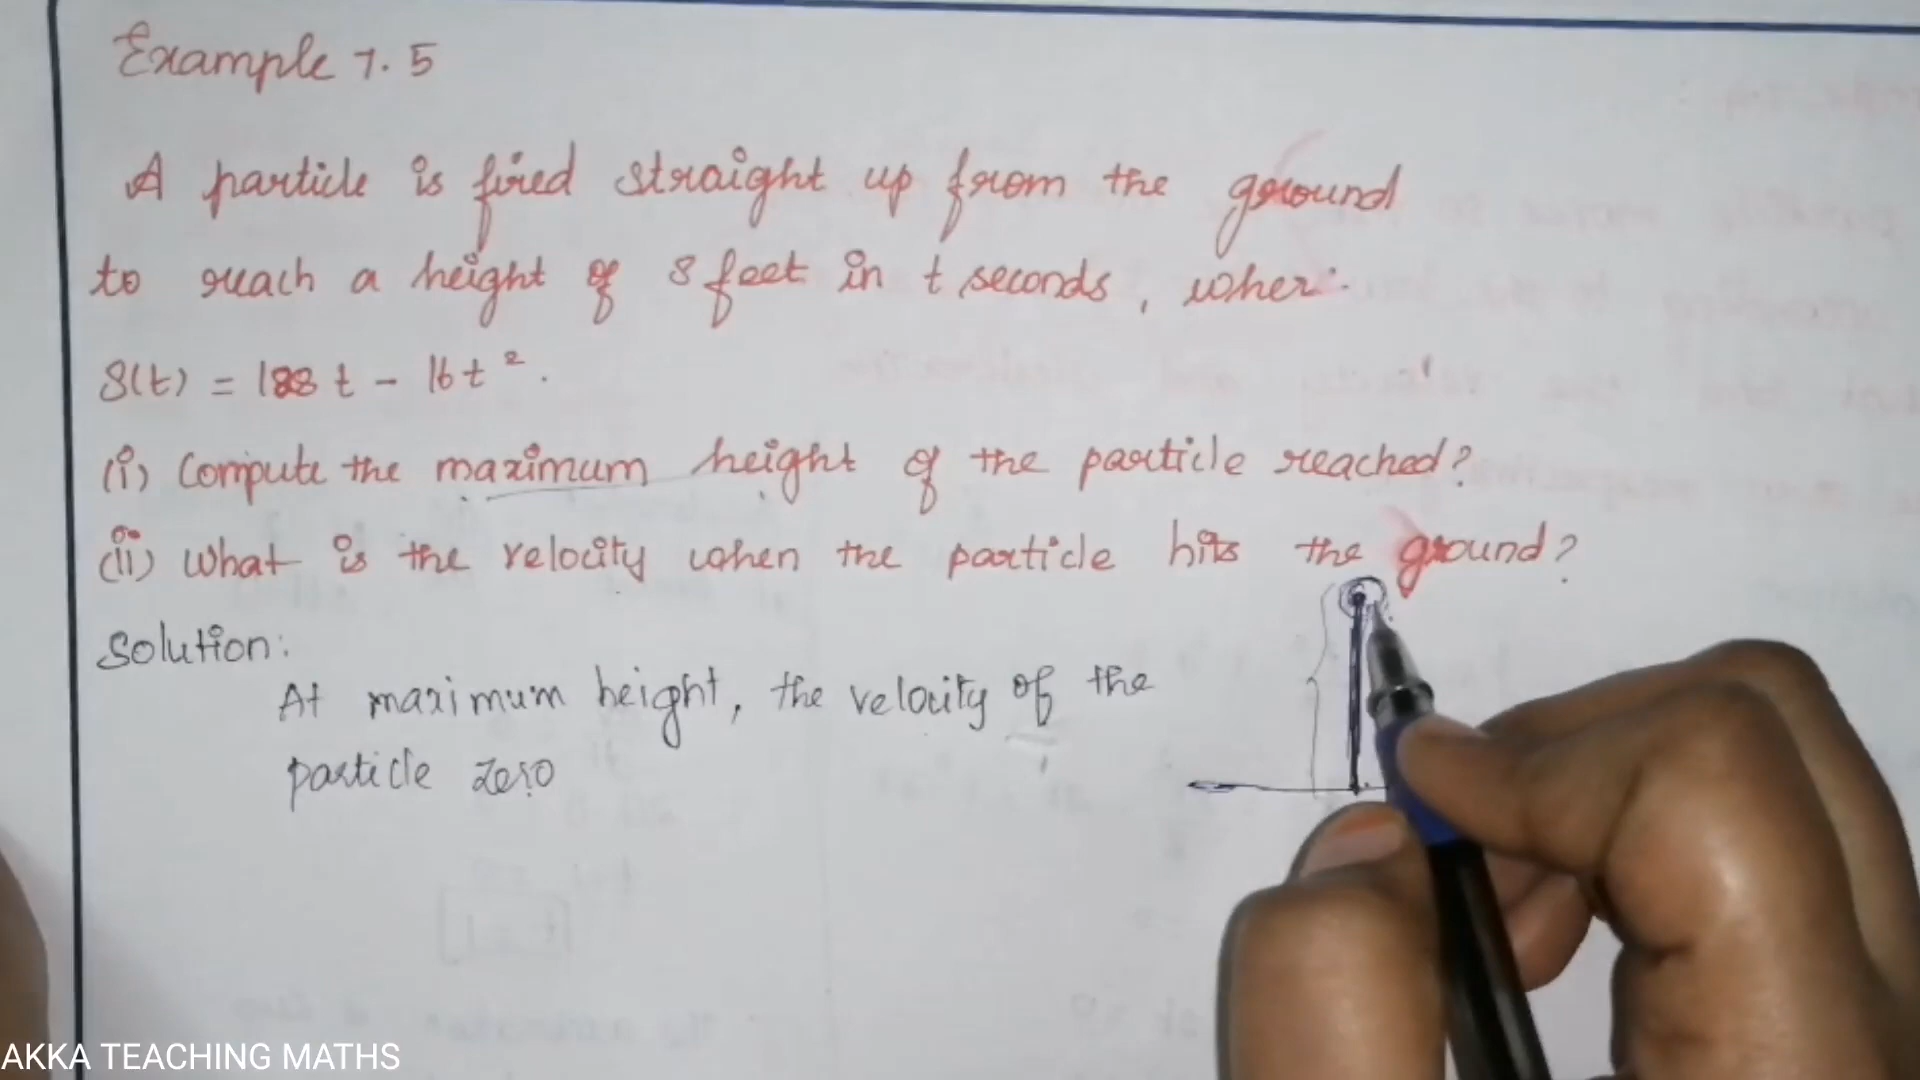 Example 7.5
A particle is fired straight up from the ground
to reach a height of s feet in t seconds, where
S(t) = 128 t - 16t².
(i) Compute the maximum height of the particle reached?
(ii) What is the velocity when the particle hits the ground?
Solution:
At maximum height, the velocity of the
particle zero
AKKA TEACHING MATHS